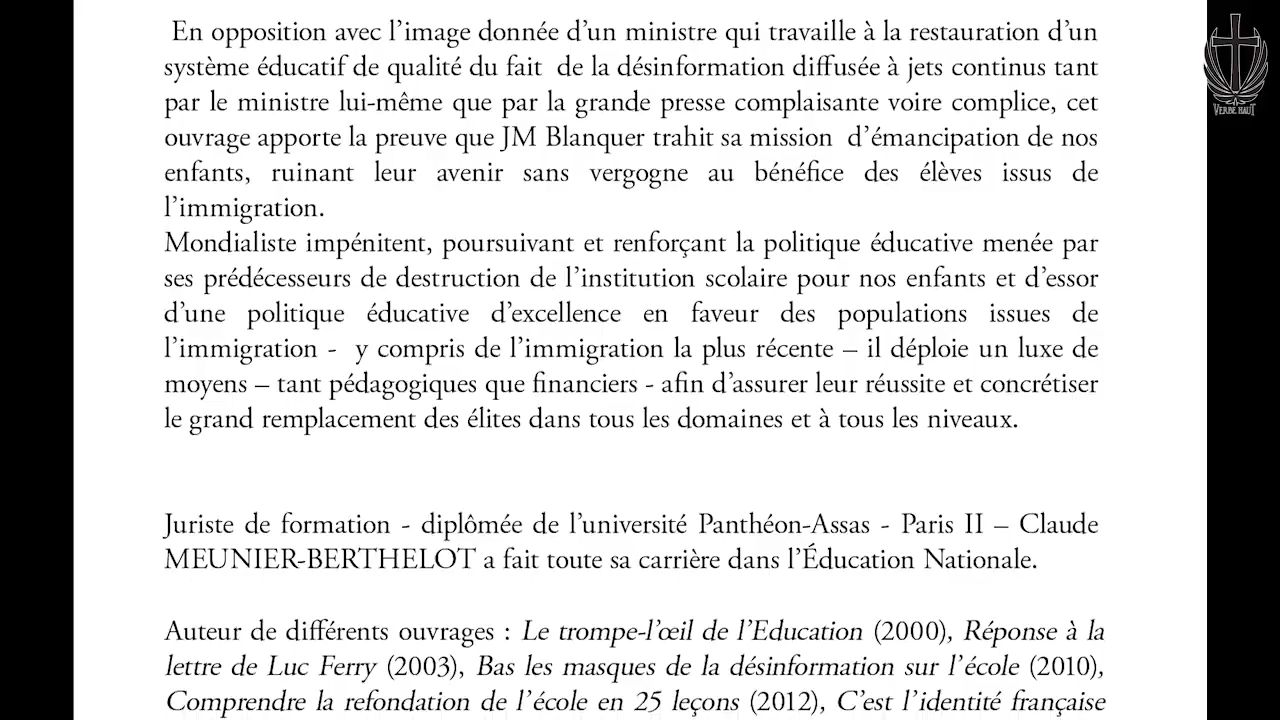 En opposition avec l’image donnée d’un ministre qui travaille à la restauration d’un
système éducatif de qualité du fait de la désinformation diffusée à jets continus tant
par le ministre lui-même que par la grande presse complaisante voire complice, cet
ouvrage apporte la preuve que JM Blanquer trahit sa mission d’émancipation de nos
enfants, ruinant leur avenir sans vergogne au bénéfice des élèves issus de
l’immigration.
Mondialiste impénitent, poursuivant et renforçant la politique éducative menée par
ses prédécesseurs de destruction de l’institution scolaire pour nos enfants et d’essor
d’une politique éducative d’excellence en faveur des populations issues de
l’immigration - y compris de l’immigration la plus récente – il déploie un luxe de
moyens – tant pédagogiques que financiers - afin d’assurer leur réussite et concrétiser
le grand remplacement des élites dans tous les domaines et à tous les niveaux.
Juriste de formation - diplômée de l’université Panthéon-Assas - Paris II – Claude
MEUNIER-BERTHELOT a fait toute sa carrière dans l’Éducation Nationale.
Auteur de différents ouvrages : Le trompe-l’œil de l’Education (2000), Réponse à la
lettre de Luc Ferry (2003), Bas les masques de la désinformation sur l’école (2010),
Comprendre la refondation de l’école en 25 leçons (2012), C’est l’identité française
VERBE HAUT